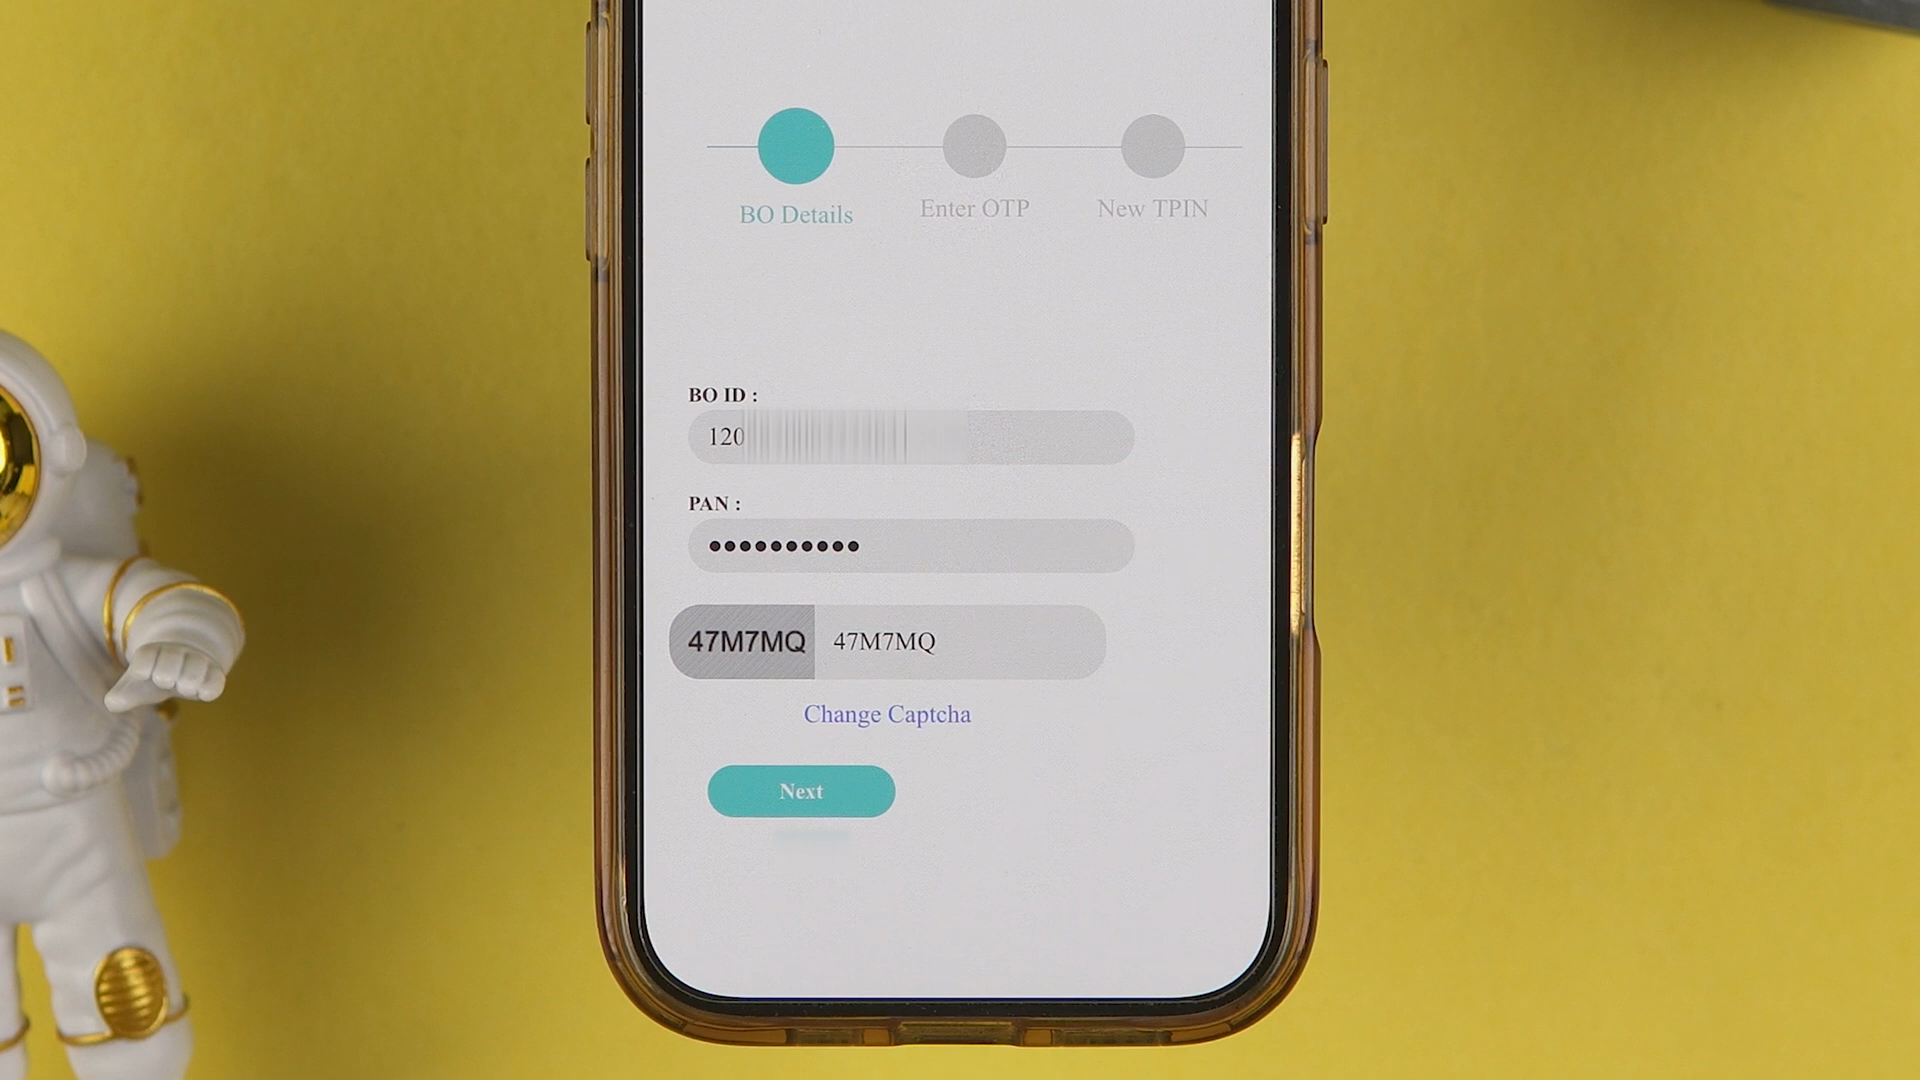 BO Details
Enter OTP
New TPIN
BO ID :
120
PAN :
47M7MQ
47M7MQ
Change Captcha
Next